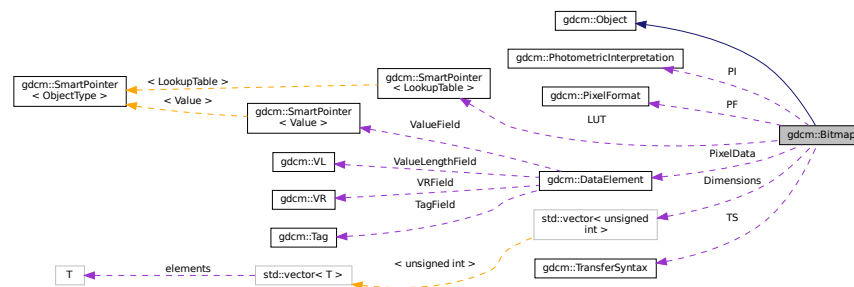 gdcm::Object
gdcm::PhotometricInterpretation
gdcm::SmartPointer
< LookupTable >
< LookupTable >
gdcm::SmartPointer
< ObjectType >
PI
gdcm::PixelFormat
PF
< Value >
gdcm::SmartPointer
< Value >
ValueField
LUT
gdcm::Bitmap
PixelData
gdcm::VL
ValueLengthField
gdcm::DataElement
Dimensions
VRField
gdcm::VR
TagField
std::vector< unsigned
int >
TS
gdcm::Tag
< unsigned int >
gdcm::TransferSyntax
T
elements
std::vector< T >